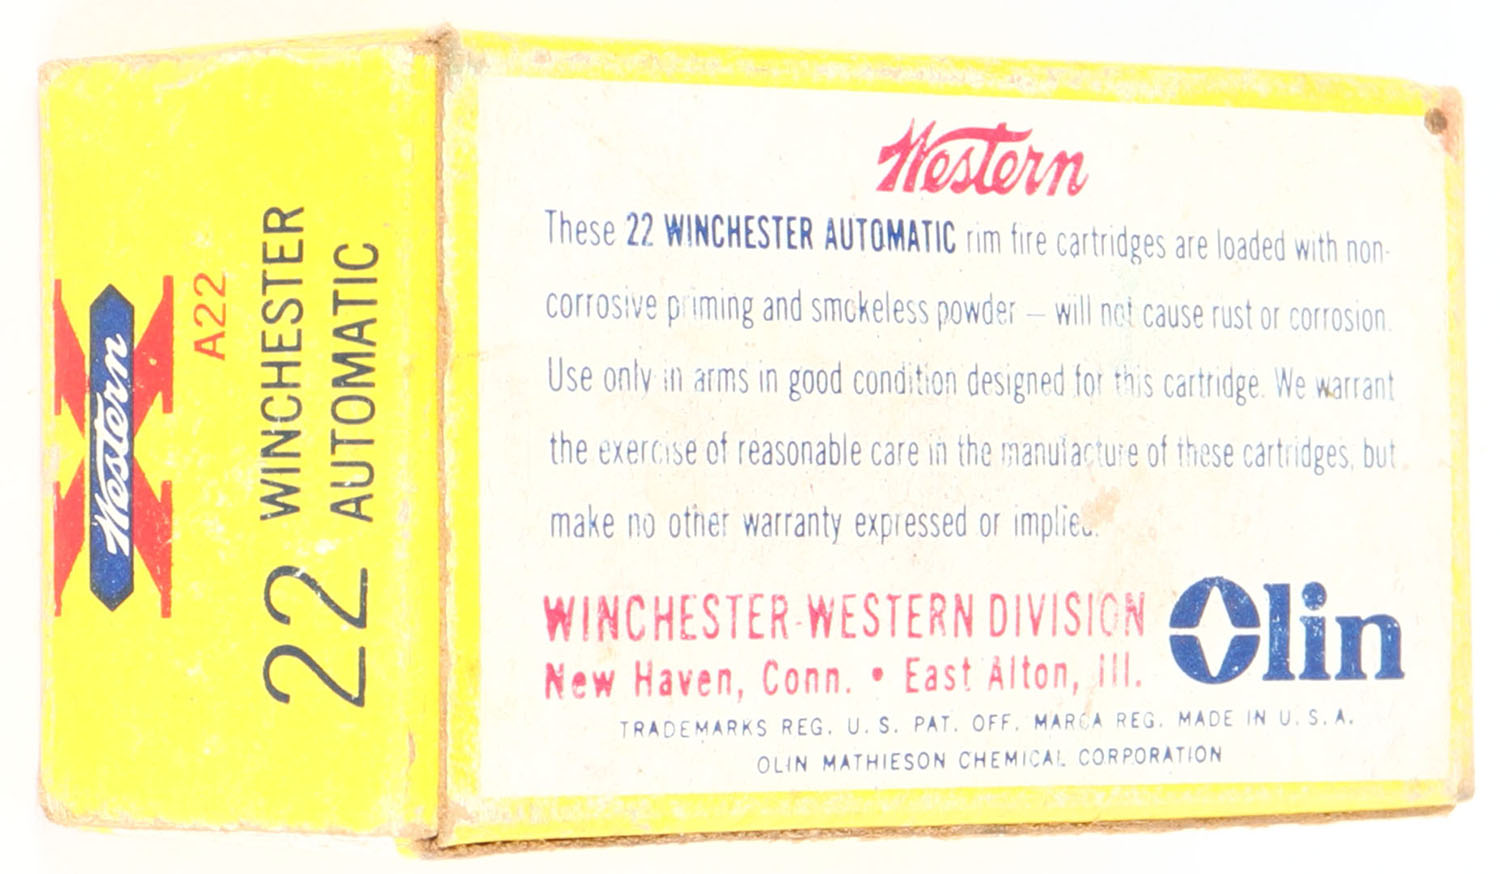 Western
A22
22 WINCHESTER
AUTOMATIC
Western
These 22 WINCHESTER AUTOMATIC rim fire cartridges are loaded with non-
corrosive priming and smokeless powder — will not cause rust or corrosion.
Use only in arms in good condition designed for this cartridge. We warrant
the exercise of reasonable care in the manufacture of these cartridges, but
make no other warranty expressed or implied.
WINCHESTER-WESTERN DIVISION
New Haven, Conn. • East Alton, Ill.
Olin
TRADEMARKS REG. U. S. PAT. OFF. MARCA REG. MADE IN U. S. A.
OLIN MATHIESON CHEMICAL CORPORATION